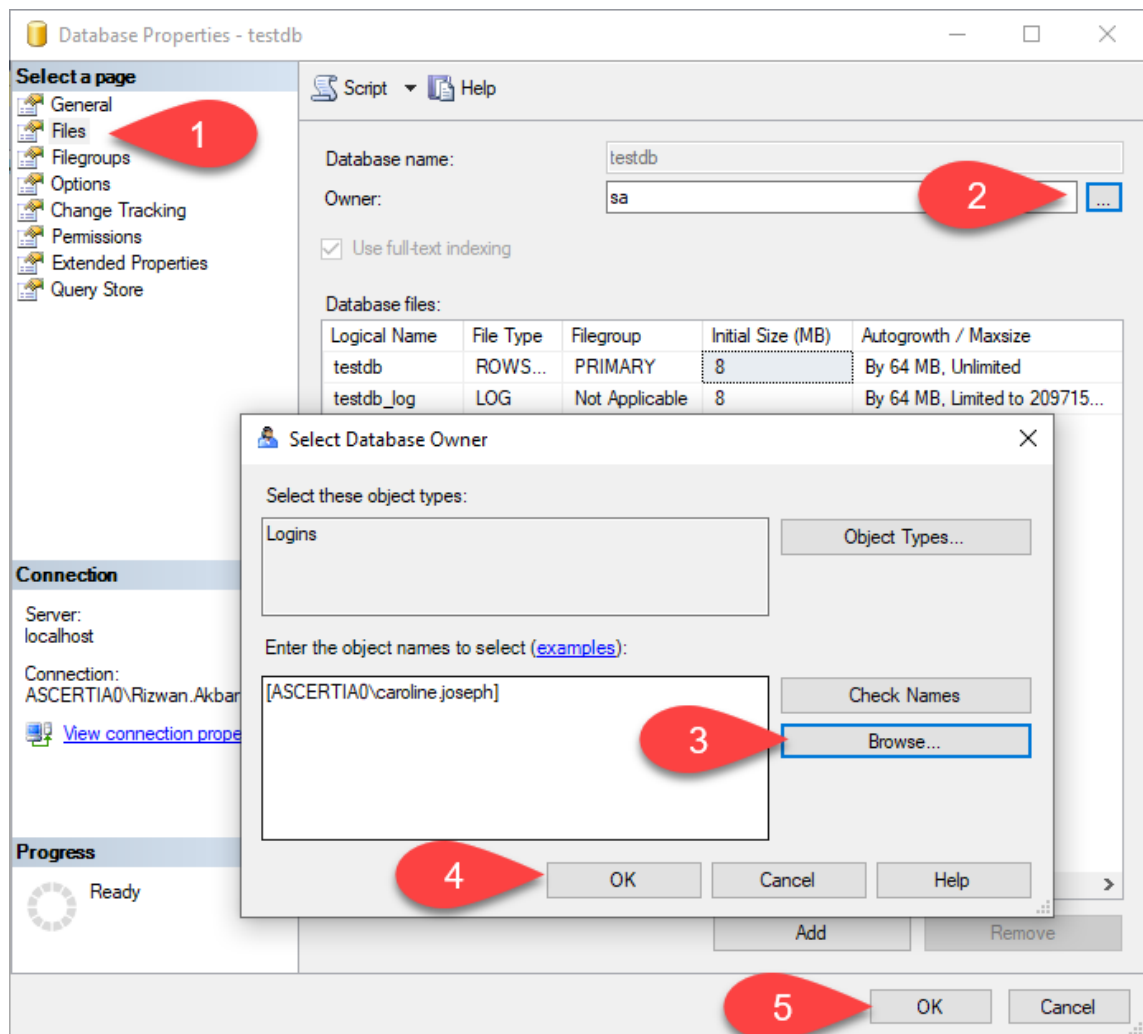 Database Properties - testdb
Select a page
General
Files
Filegroups
Options
Change Tracking
Permissions
Extended Properties
Query Store
1
Script
Help
Database name:
testdb
Owner:
sa
2
...
Use full-text indexing
Database files:
Logical Name File Type Filegroup Initial Size (MB) Autogrowth / Maxsize
testdb ROWS... PRIMARY 8 By 64 MB, Unlimited
testdb_log LOG Not Applicable 8 By 64 MB, Limited to 209715...
Select Database Owner
Select these object types:
Logins
Object Types...
Enter the object names to select (examples):
[ASCERTIA0\caroline.joseph]
Check Names
3
Browse...
4
OK
Cancel
Help
Connection
Server:
localhost
Connection:
ASCERTIA0\Rizwan.Akbar
View connection prope
Progress
Ready
Add
Remove
5
OK
Cancel